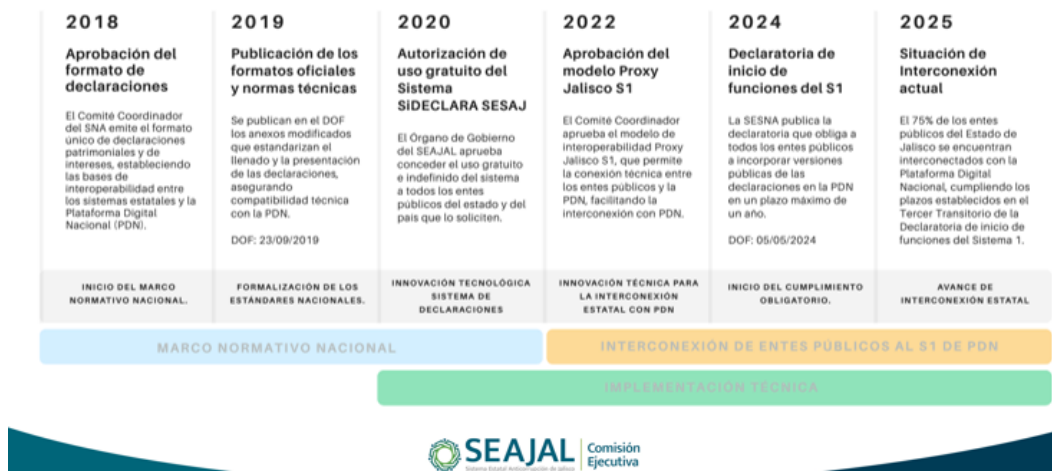 2018
Aprobación del
formato de
declaraciones
El Comité Coordinador
del SNA emite el formato
único de declaraciones
patrimoniales y de
intereses, estableciendo
las bases de
interoperabilidad entre
los sistemas estatales y la
Plataforma Digital
Nacional (PDN).
INICIO DEL MARCO
NORMATIVO NACIONAL.
2019
Publicación de los
formatos oficiales
y normas técnicas
Se publican en el DOF
los anexos modificados
que estandarizan el
llenado y la presentación
de las declaraciones,
asegurando
compatibilidad técnica
con la PDN.
DOF: 23/09/2019
FORMALIZACIÓN DE LOS
ESTÁNDARES NACIONALES.
2020
Autorización de
uso gratuito del
Sistema
SiDECLARA SESAJ
El Órgano de Gobierno
del SEAJAL aprueba
conceder el uso gratuito
e indefinido del sistema
a todos los entes
públicos del estado y del
país que lo soliciten.
INNOVACIÓN TECNOLÓGICA
SISTEMA DE
DECLARACIONES
2022
Aprobación del
modelo Proxy
Jalisco S1
El Comité Coordinador
aprueba el modelo de
interoperabilidad Proxy
Jalisco S1, que permite
la conexión técnica entre
los entes públicos y la
PDN, facilitando la
interconexión con PDN.
INNOVACIÓN TÉCNICA PARA
LA INTERCONEXIÓN
ESTATAL CON PDN
2024
Declaratoria de
inicio de
funciones del S1
La SESNA publica la
declaratoria que obliga a
todos los entes públicos
a incorporar versiones
públicas de las
declaraciones en la PDN
en un plazo máximo de
un año.
DOF: 05/05/2024
INICIO DEL CUMPLIMIENTO
OBLIGATORIO.
2025
Situación de
Interconexión
actual
El 75% de los entes
públicos del Estado de
Jalisco se encuentran
interconectados con la
Plataforma Digital
Nacional, cumpliendo los
plazos establecidos en el
Tercer Transitorio de la
Declaratoria de inicio de
funciones del Sistema 1.
AVANCE DE
INTERCONEXIÓN ESTATAL
MARCO NORMATIVO NACIONAL
INTERCONEXIÓN DE ENTES PÚBLICOS AL S1 DE PDN
IMPLEMENTACIÓN TÉCNICA
SEAJAL
Sistema Estatal Anticorrupción de Jalisco
Comisión
Ejecutiva